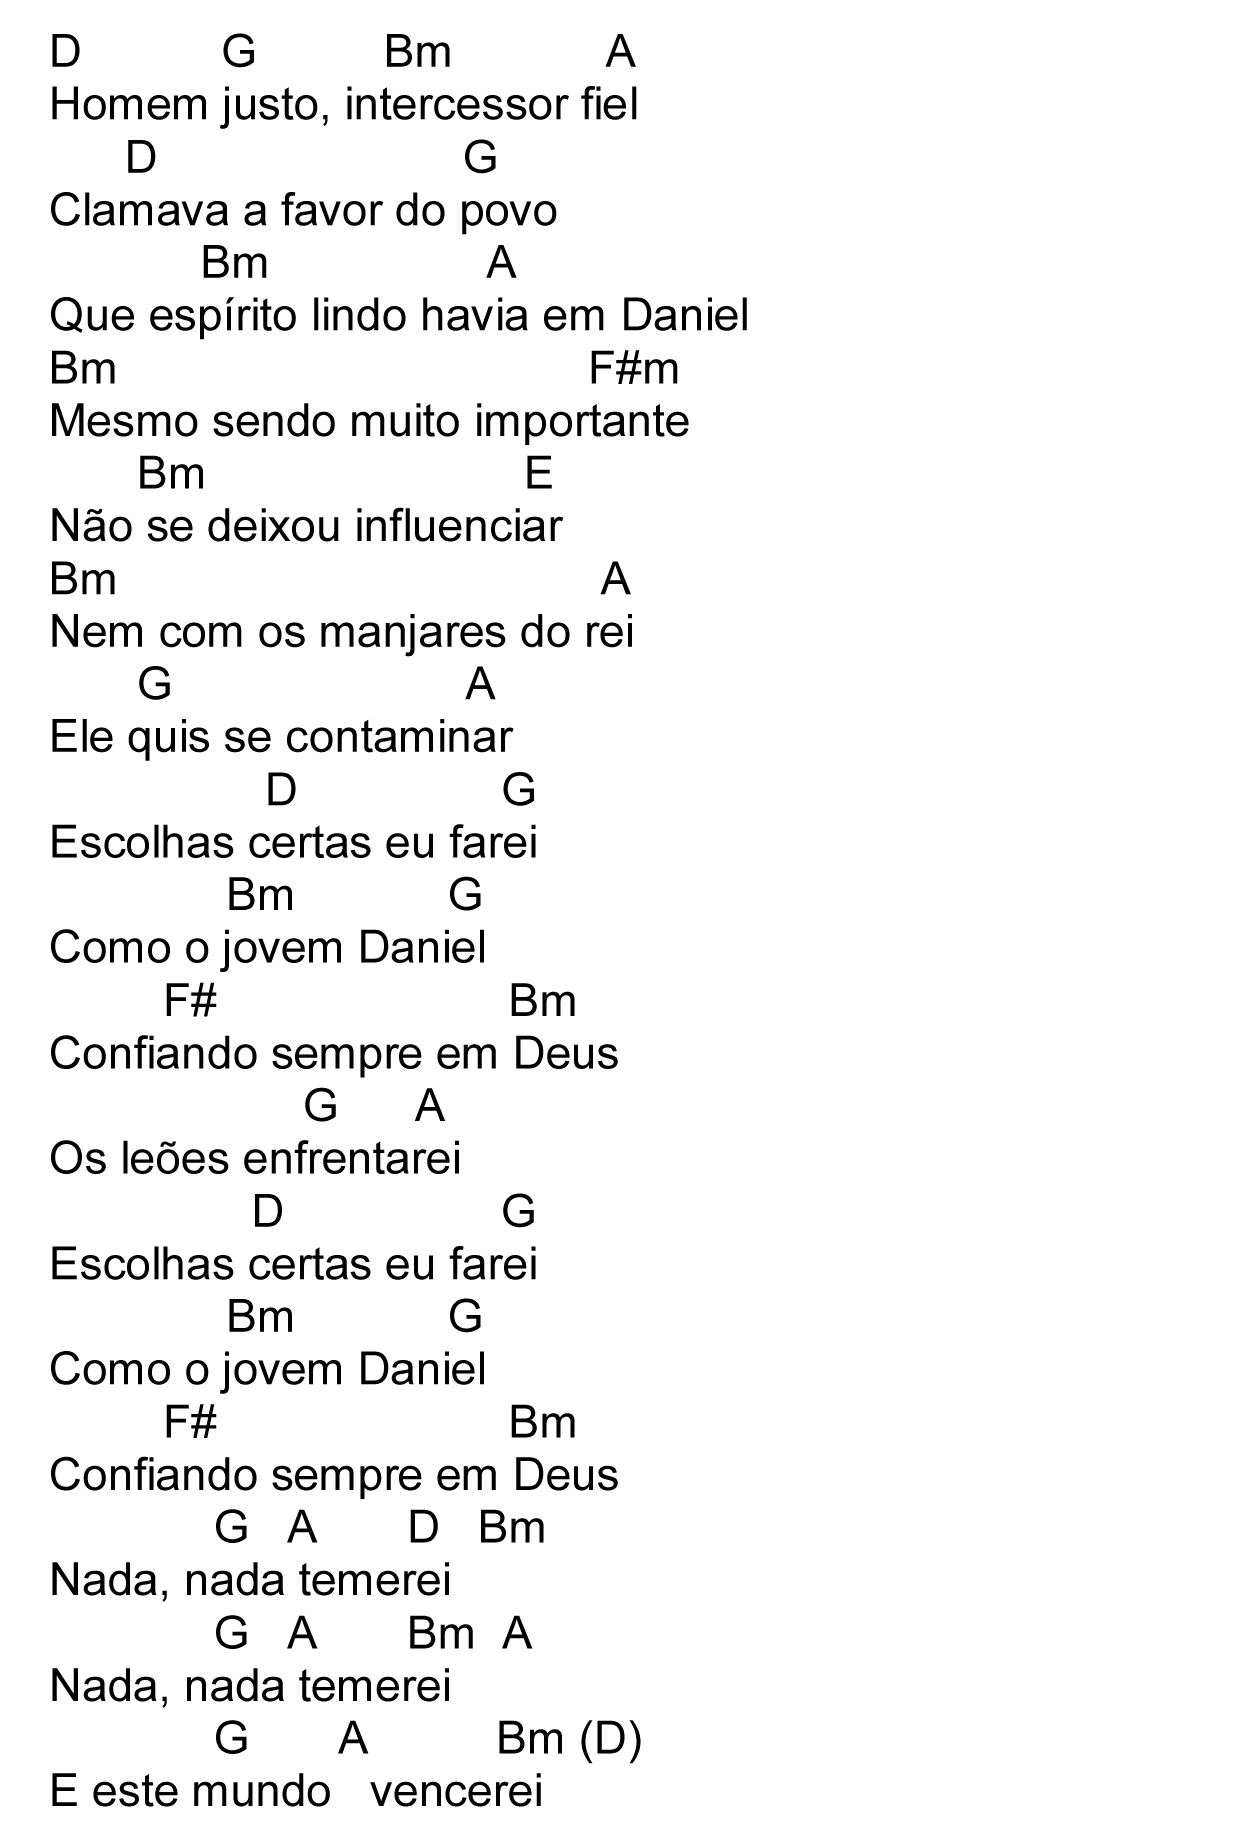 D G Bm A
Homem justo, intercessor fiel
D G
Clamava a favor do povo
Bm A
Que espírito lindo havia em Daniel
Bm F#m
Mesmo sendo muito importante
Bm E
Não se deixou influenciar
Bm A
Nem com os manjares do rei
G A
Ele quis se contaminar
D G
Escolhas certas eu farei
Bm G
Como o jovem Daniel
F# Bm
Confiando sempre em Deus
G A
Os leões enfrentarei
D G
Escolhas certas eu farei
Bm G
Como o jovem Daniel
F# Bm
Confiando sempre em Deus
G A D Bm
Nada, nada temerei
G A Bm A
Nada, nada temerei
G A Bm (D)
E este mundo vencerei